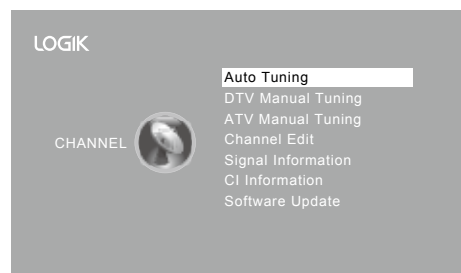 LOGIK
CHANNEL
Auto Tuning
DTV Manual Tuning
ATV Manual Tuning
Channel Edit
Signal Information
CI Information
Software Update